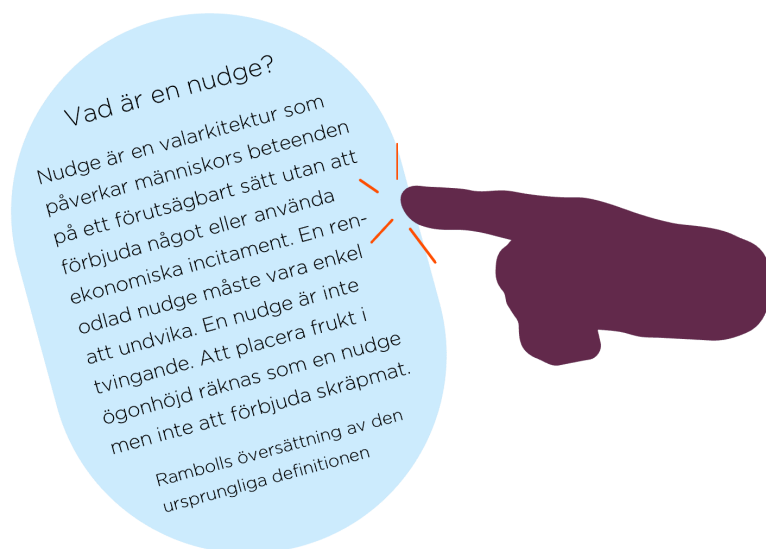 Vad är en nudge?
Nudge är en valarkitektur som
påverkar människors beteenden
på ett förutsägbart sätt utan att
förbjuda något eller använda
ekonomiska incitament. En ren-
odlad nudge måste vara enkel
att undvika. En nudge är inte
tvingande. Att placera frukt i
ögonhöjd räknas som en nudge
men inte att förbjuda skräpmat.
Rambolls översättning av den
ursprungliga definitionen